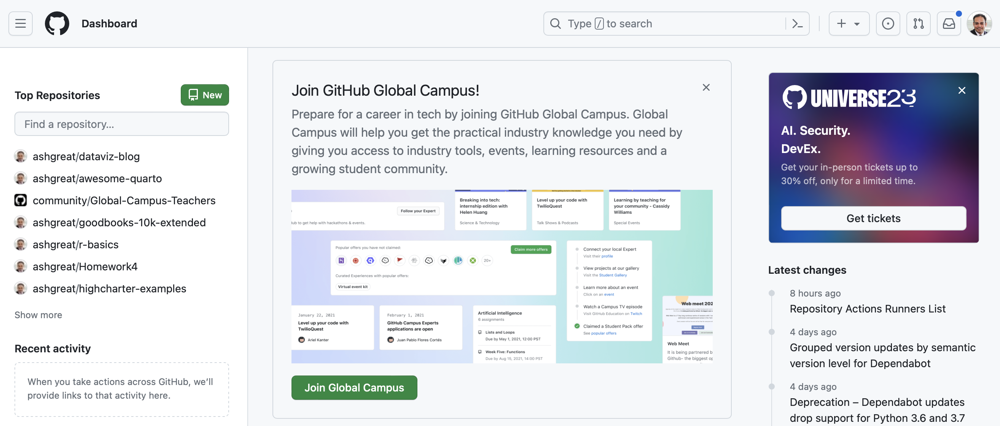 Dashboard
Type / to search
Top Repositories
New
Find a repository...
ashgreat/dataviz-blog
ashgreat/awesome-quarto
community/Global-Campus-Teachers
ashgreat/goodbooks-10k-extended
ashgreat/r-basics
ashgreat/Homework4
ashgreat/highcharter-examples
Show more
Recent activity
When you take actions across GitHub, we’ll
provide links to that activity here.
Join GitHub Global Campus!
Prepare for a career in tech by joining GitHub Global Campus. Global
Campus will help you get the practical industry knowledge you need by
giving you access to industry tools, events, learning resources and a
growing student community.
Follow your Expert
to get help with hackathons & events.
Breaking into tech:
internship edition with
Helen Huang
Science & Technology
Level up your code with
TwilioQuest
Talk Shows & Podcasts
Learning by teaching for
your community - Cassidy
Williams
Special Events
Popular offers you have not claimed:
Claim more offers
20+
Curated Experiences with popular offers:
Virtual event kit
Connect your local Expert
Visit their profile
View projects at our gallery
Visit the Student Gallery
Learn more about an event
Click on an event
Watch a Campus TV episode
Visit GitHub Education on Twitch
Claimed a Student Pack offer
See popular offers
January 22, 2021
Level up your code with
TwilioQuest
Ariel Kanter
February 1, 2021
GitHub Campus Experts
applications are open
Juan Pablo Flores Cortés
Artificial Intelligence
6 assignments
Lists and Loops
Due by May 1, 2021, 12:00 PST
Week Five: Functions
Due by Aug 15, 2021, 14:00 PST
Web meet 202
Web Meet
It is being partnered b
Github- the biggest op
Join Global Campus
UNIVERSE23
AI. Security.
DevEx.
Get your in-person tickets up to
30% off, only for a limited time.
Get tickets
Latest changes
8 hours ago
Repository Actions Runners List
4 days ago
Grouped version updates by semantic
version level for Dependabot
4 days ago
Deprecation – Dependabot updates
drop support for Python 3.6 and 3.7